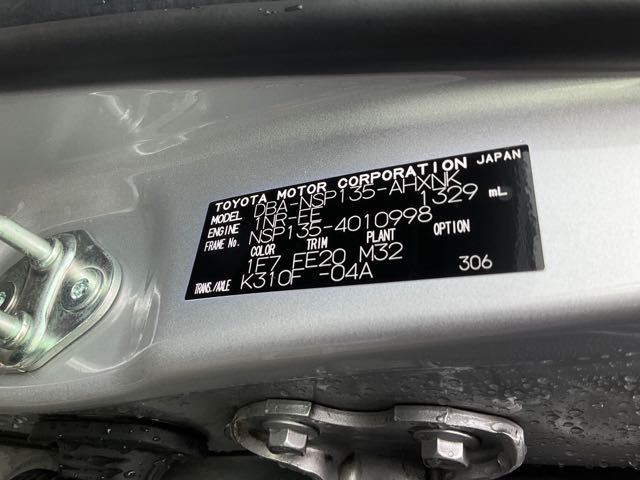 TOYOTA MOTOR CORPORATION JAPAN
MODEL DBA-NSP135-AHXNK
ENGINE 1NR-FE 1329 mL
FRAME No. NSP135-4010998
COLOR TRIM PLANT OPTION
1E7 FE20 M32
TRANS./AXLE K310F -04A 306